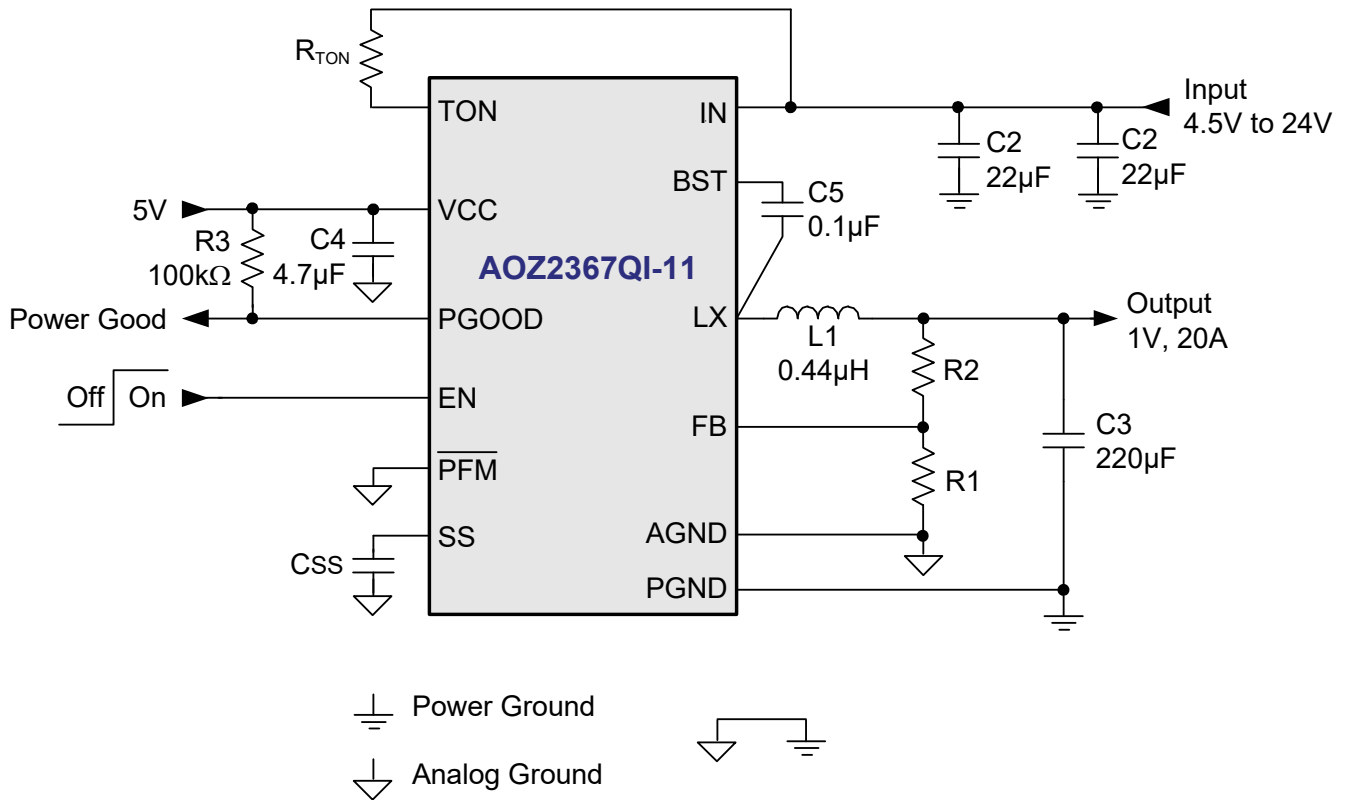 RTON
TON
IN
Input
4.5V to 24V
C2
22µF
C2
22µF
BST
C5
0.1µF
5V
VCC
R3
100kΩ
C4
4.7µF
AOZ2367QI-11
Power Good
PGOOD
LX
L1
0.44µH
Output
1V, 20A
R2
Off
On
EN
FB
C3
220µF
PFM
R1
SS
CSS
AGND
PGND
Power Ground
Analog Ground